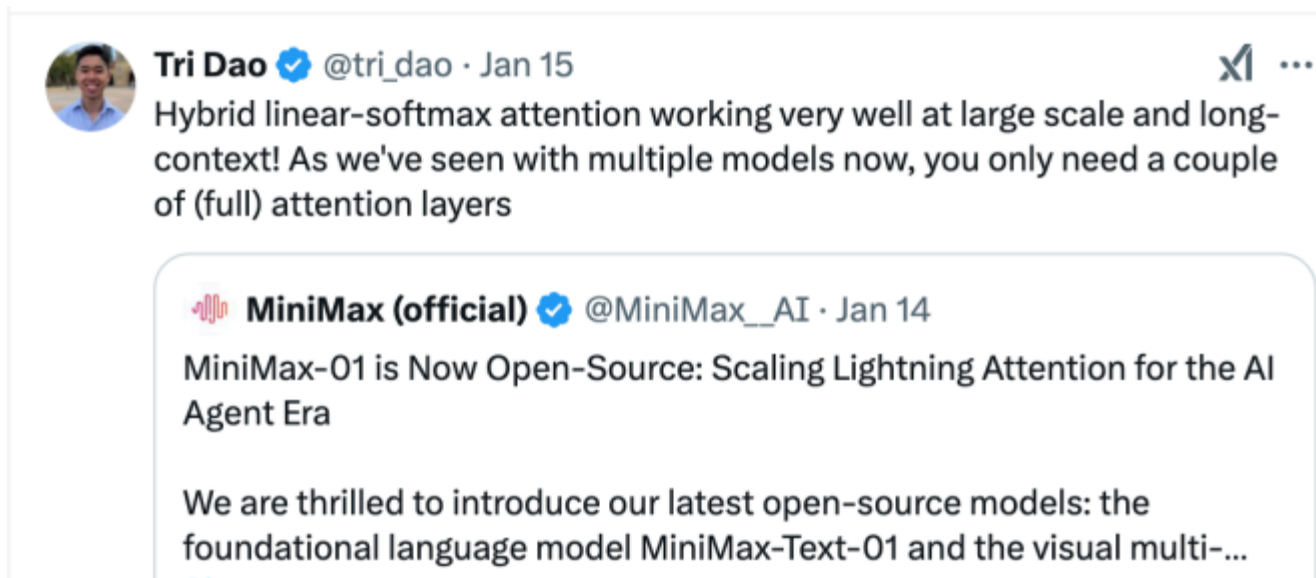 Tri Dao @tri_dao · Jan 15
Hybrid linear-softmax attention working very well at large scale and long-
context! As we've seen with multiple models now, you only need a couple
of (full) attention layers
MiniMax (official) @MiniMax__AI · Jan 14
MiniMax-01 is Now Open-Source: Scaling Lightning Attention for the AI
Agent Era
We are thrilled to introduce our latest open-source models: the
foundational language model MiniMax-Text-01 and the visual multi-...